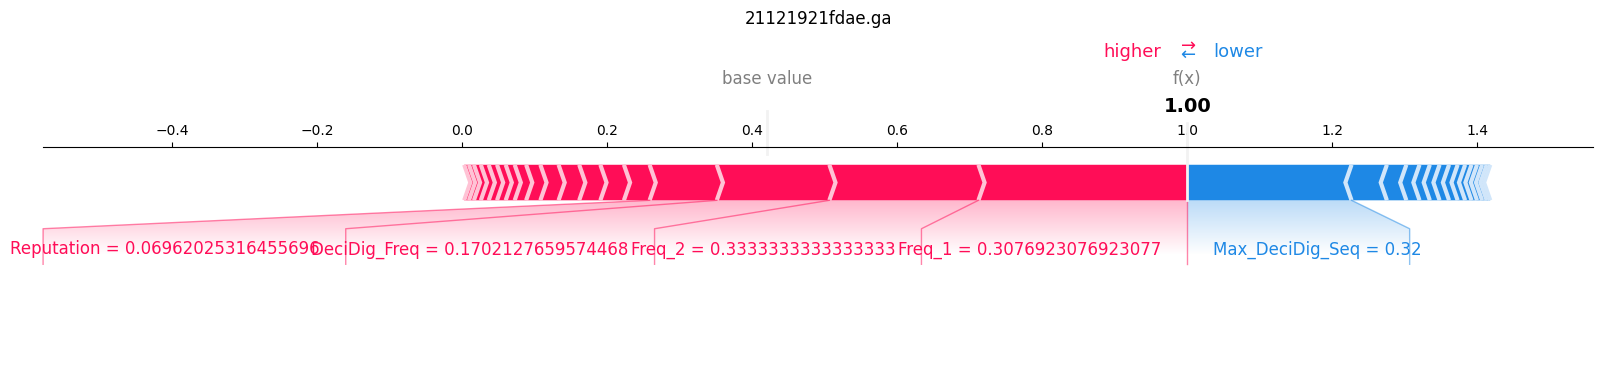 21121921fdae.ga
higher → ← lower
base value f(x)
1.00
−0.4 −0.2 0.0 0.2 0.4 0.6 0.8 1.0 1.2 1.4
Reputation = 0.06962025316455696 DeciDig_Freq = 0.1702127659574468 Freq_2 = 0.3333333333333333 Freq_1 = 0.3076923076923077 Max_DeciDig_Seq = 0.32